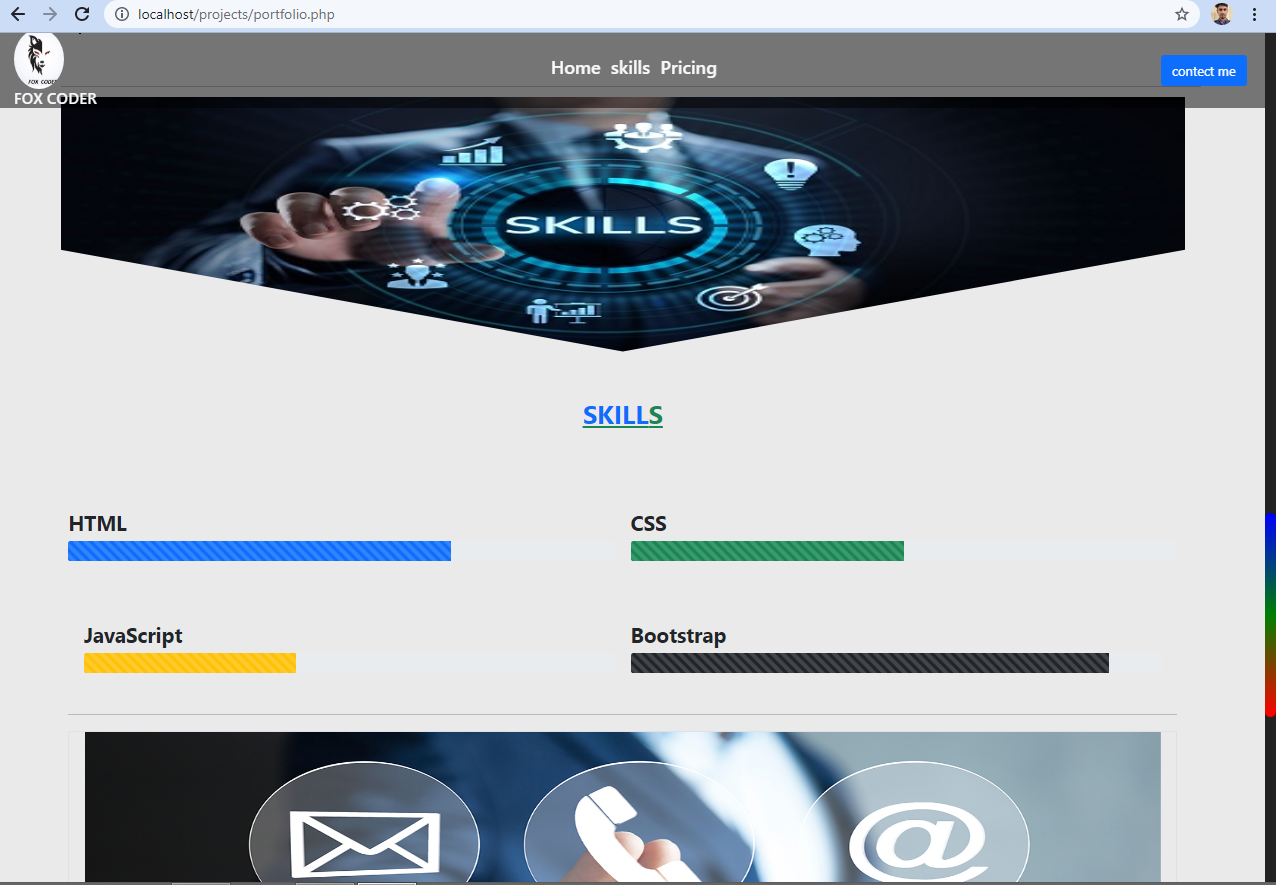 localhost/projects/portfolio.php
FOX CODER
Home skills Pricing
contect me
FOX CODER
SKILLS
SKILLS
HTML
CSS
JavaScript
Bootstrap
@